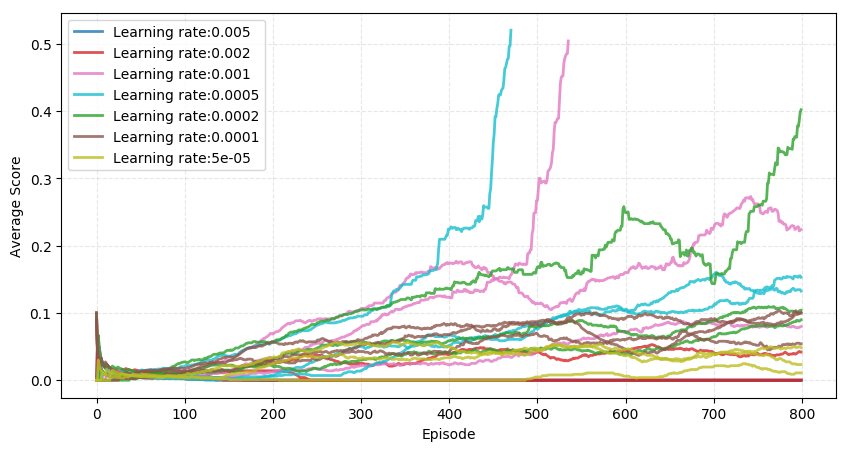 Learning rate:0.005
Learning rate:0.002
Learning rate:0.001
Learning rate:0.0005
Learning rate:0.0002
Learning rate:0.0001
Learning rate:5e-05
Average Score
0.5
0.4
0.3
0.2
0.1
0.0
0 100 200 300 400 500 600 700 800
Episode